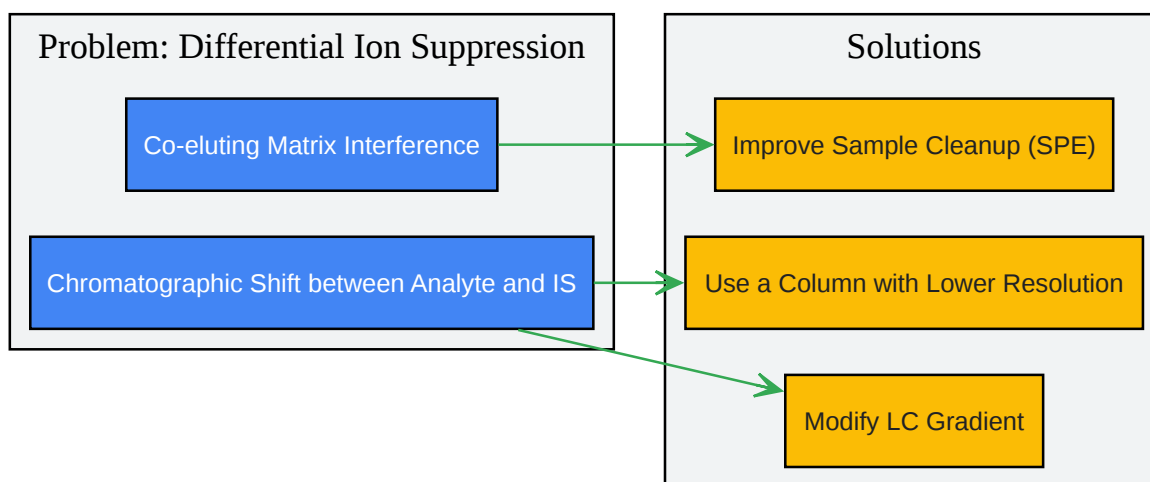 Problem: Differential Ion Suppression
Co-eluting Matrix Interference
Chromatographic Shift between Analyte and IS
Solutions
Improve Sample Cleanup (SPE)
Use a Column with Lower Resolution
Modify LC Gradient